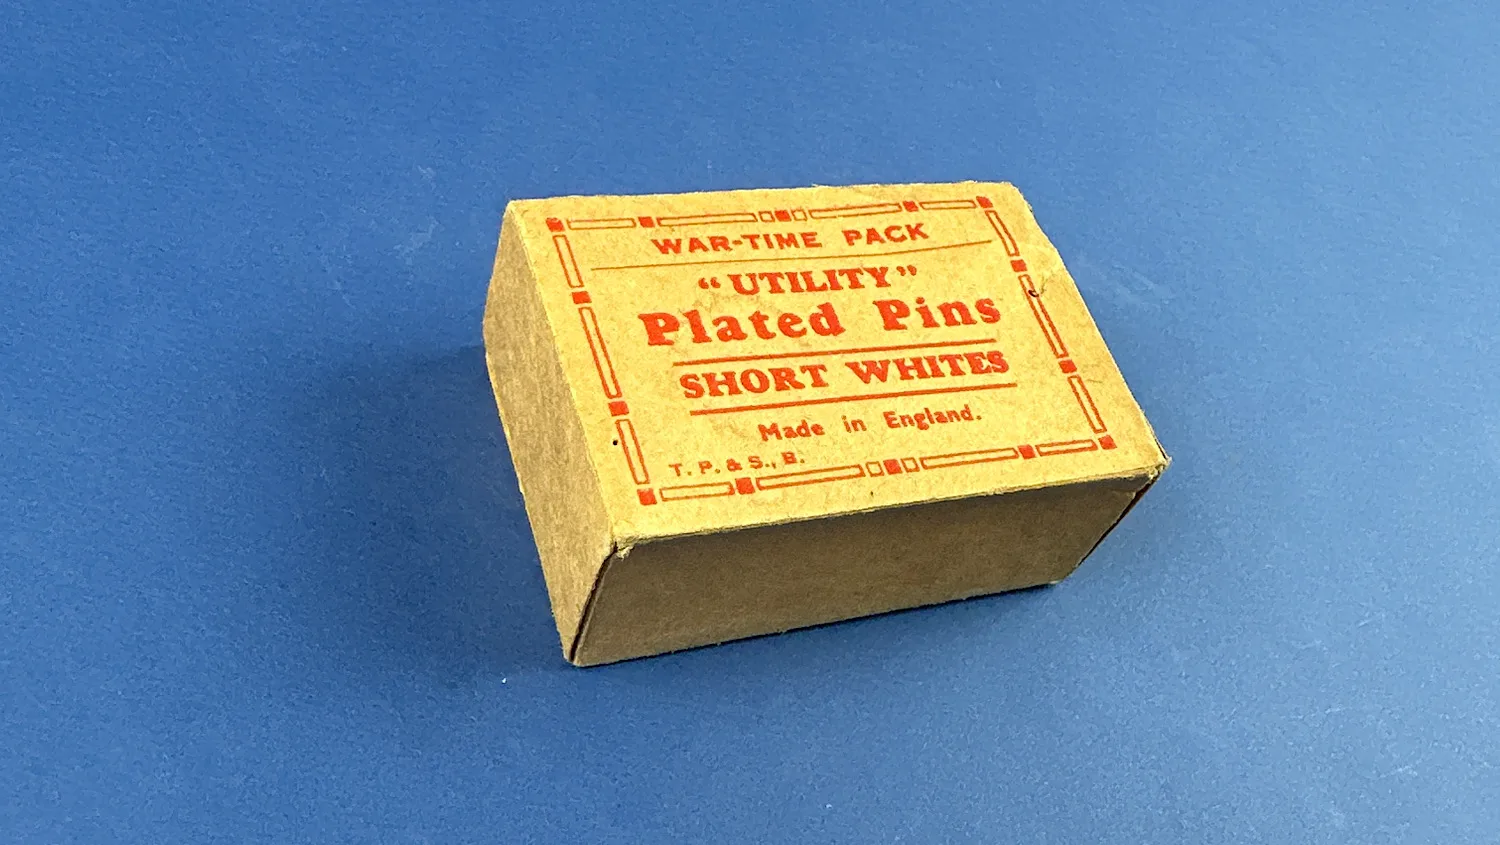 WAR-TIME PACK
“UTILITY”
Plated Pins
SHORT WHITES
Made in England.
T. P. & S., B.